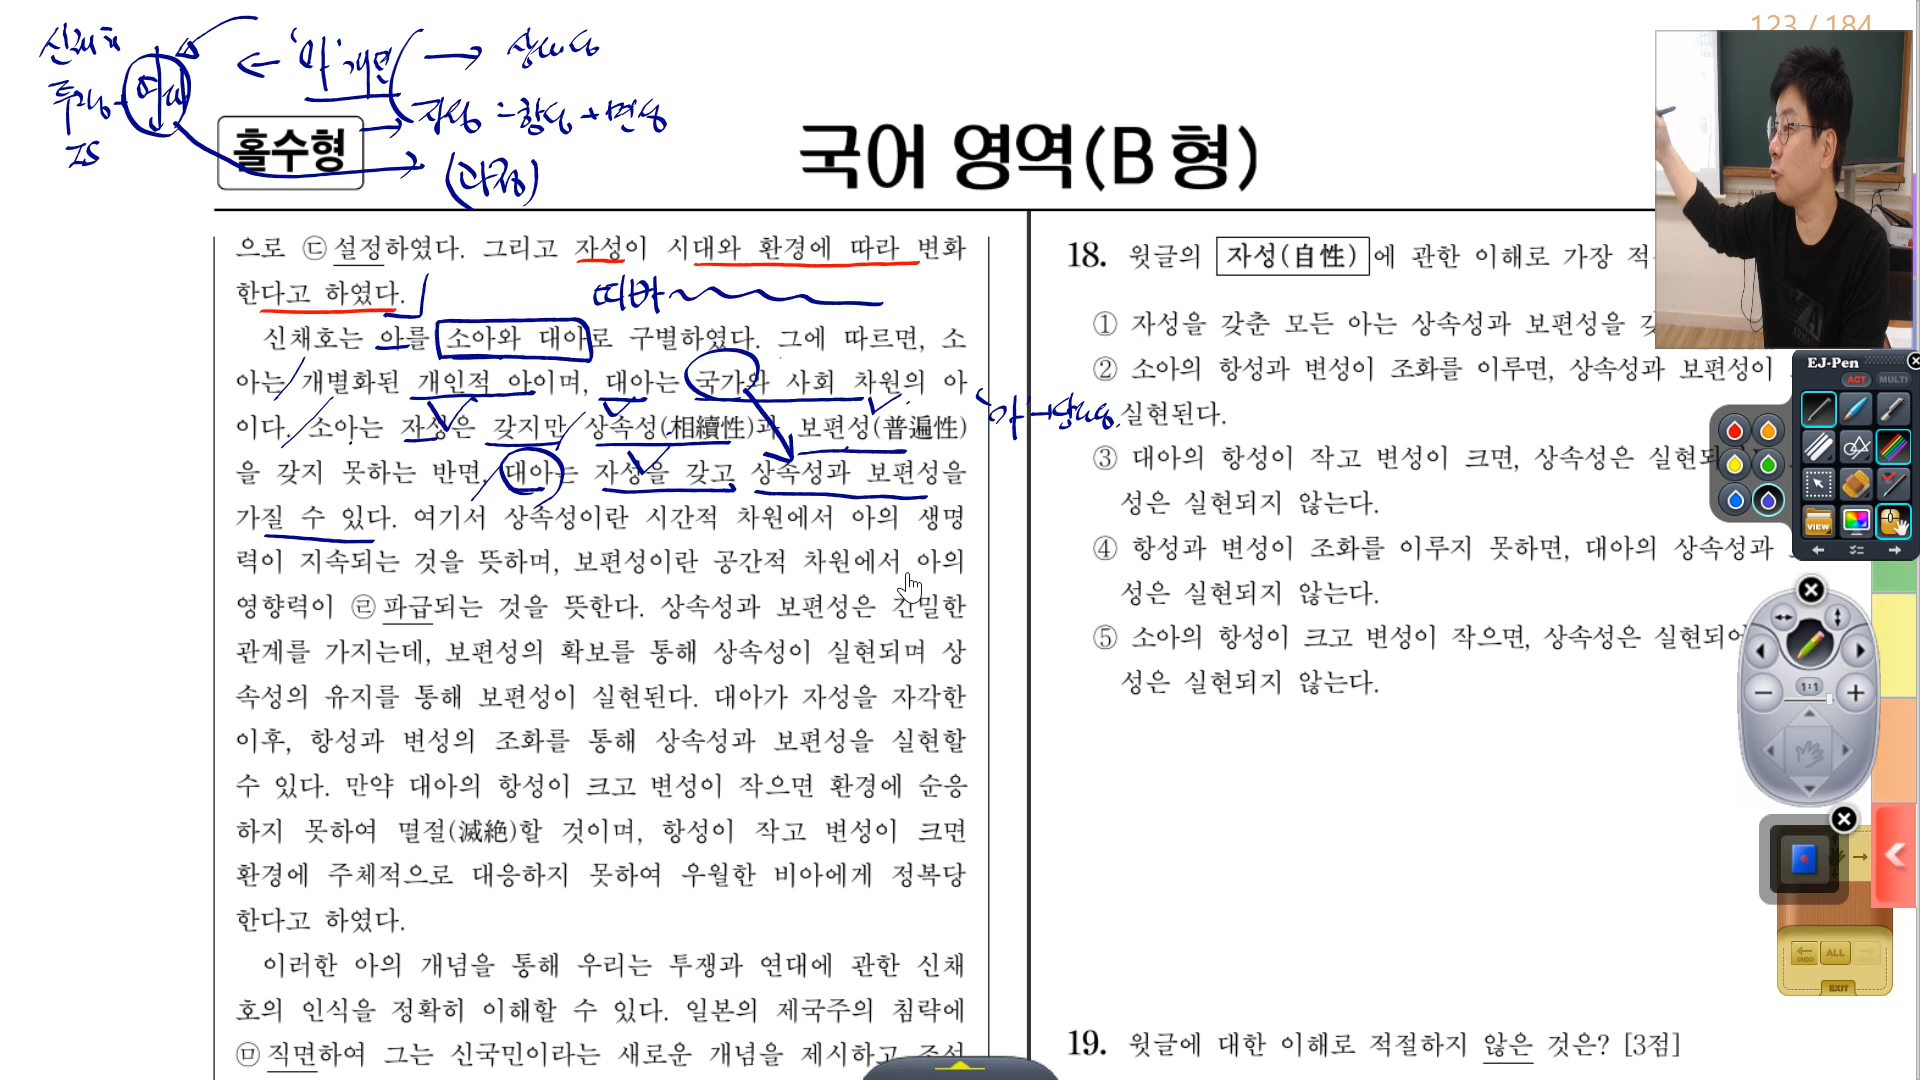 123 / 184
신채호
투쟁-연대
← '아' 개념 →
자성 = 항성 + 변성
(과정)
홀수형
국어 영역(B 형)
으로 ㉢ 설정하였다. 그리고 자성이 시대와 환경에 따라 변화
한다고 하였다.
신채호는 아를 소아와 대아로 구별하였다. 그에 따르면, 소
아는 개별화된 개인적 아이며, 대아는 국가와 사회 차원의 아
이다. 소아는 자성은 갖지만 상속성(相續性)과 보편성(普遍性)
을 갖지 못하는 반면, 대아는 자성을 갖고 상속성과 보편성을
가질 수 있다. 여기서 상속성이란 시간적 차원에서 아의 생명
력이 지속되는 것을 뜻하며, 보편성이란 공간적 차원에서 아의
영향력이 ㉣ 파급되는 것을 뜻한다. 상속성과 보편성은 긴밀한
관계를 가지는데, 보편성의 확보를 통해 상속성이 실현되며 상
속성의 유지를 통해 보편성이 실현된다. 대아가 자성을 자각한
이후, 항성과 변성의 조화를 통해 상속성과 보편성을 실현할
수 있다. 만약 대아의 항성이 크고 변성이 작으면 환경에 순응
하지 못하여 멸절(滅絶)할 것이며, 항성이 작고 변성이 크면
환경에 주체적으로 대응하지 못하여 우월한 비아에게 정복당
한다고 하였다.
이러한 아의 개념을 통해 우리는 투쟁과 연대에 관한 신채
호의 인식을 정확히 이해할 수 있다. 일본의 제국주의 침략에
㉤ 직면하여 그는 신국민이라는 새로운 개념을 제시하고 조선
18. 윗글의 자성(自性)에 관한 이해로 가장 적
① 자성을 갖춘 모든 아는 상속성과 보편성을
② 소아의 항성과 변성이 조화를 이루면, 상속성과 보편성이
실현된다.
③ 대아의 항성이 작고 변성이 크면, 상속성은 실현되
성은 실현되지 않는다.
④ 항성과 변성이 조화를 이루지 못하면, 대아의 상속성과
성은 실현되지 않는다.
⑤ 소아의 항성이 크고 변성이 작으면, 상속성은 실현되어
성은 실현되지 않는다.
19. 윗글에 대한 이해로 적절하지 않은 것은? [3점]
EJ-Pen
ACT MULTI
VIEW
1:1
UNDO ALL
EXIT